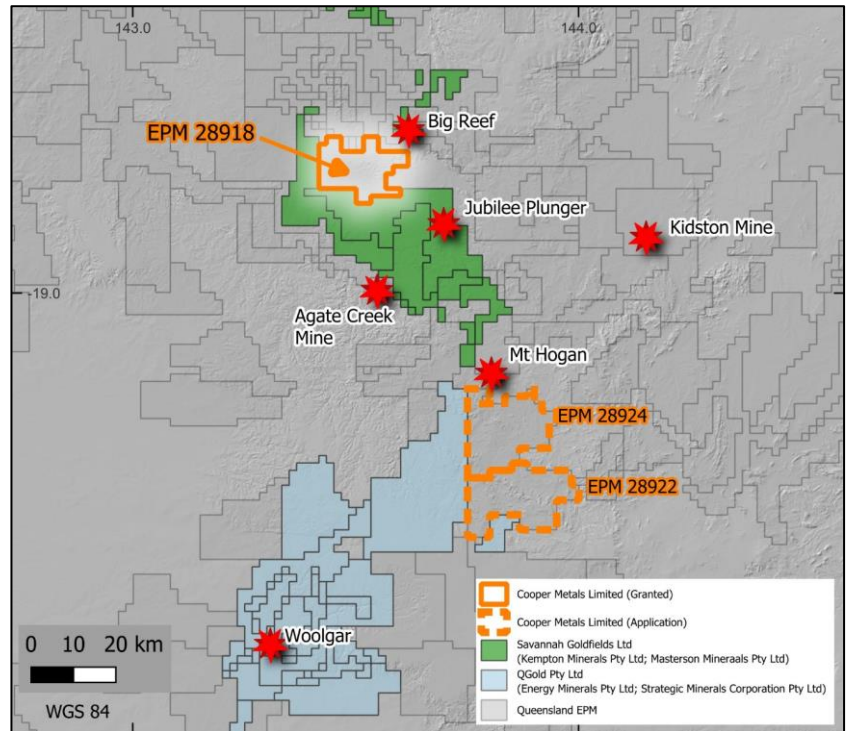 143.0
144.0
Big Reef
EPM 28918
Jubilee Plunger
Kidston Mine
-19.0
Agate Creek
Mine
Mt Hogan
EPM 28924
EPM 28922
Woolgar
0 10 20 km
WGS 84
Cooper Metals Limited (Granted)
Cooper Metals Limited (Application)
Savannah Goldfields Ltd
(Kempton Minerals Pty Ltd; Masterson Mineraals Pty Ltd)
QGold Pty Ltd
(Energy Minerals Pty Ltd; Strategic Minerals Corporation Pty Ltd)
Queensland EPM